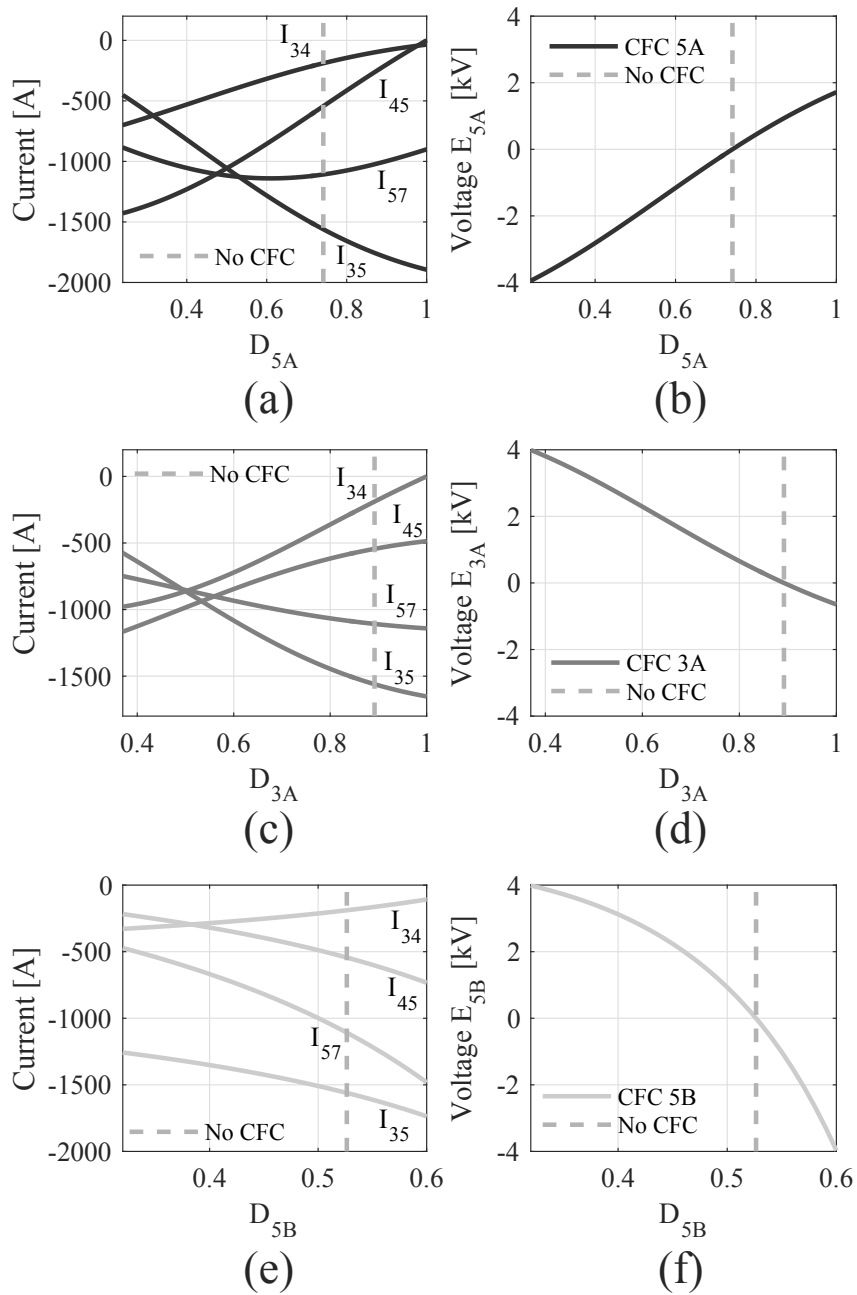 0
-500
-1000
-1500
-2000
Current [A]
I34
I45
I57
I35
No CFC
0.4 0.6 0.8 1
D5A
(a)
4
2
0
-2
-4
Voltage E5A [kV]
CFC 5A
No CFC
0.4 0.6 0.8 1
D5A
(b)
0
-500
-1000
-1500
Current [A]
No CFC
I34
I45
I57
I35
0.4 0.6 0.8 1
D3A
(c)
4
2
0
-2
-4
Voltage E3A [kV]
CFC 3A
No CFC
0.4 0.6 0.8 1
D3A
(d)
0
-500
-1000
-1500
-2000
Current [A]
I34
I45
I57
I35
No CFC
0.4 0.5 0.6
D5B
(e)
4
2
0
-2
-4
Voltage E5B [kV]
CFC 5B
No CFC
0.4 0.5 0.6
D5B
(f)